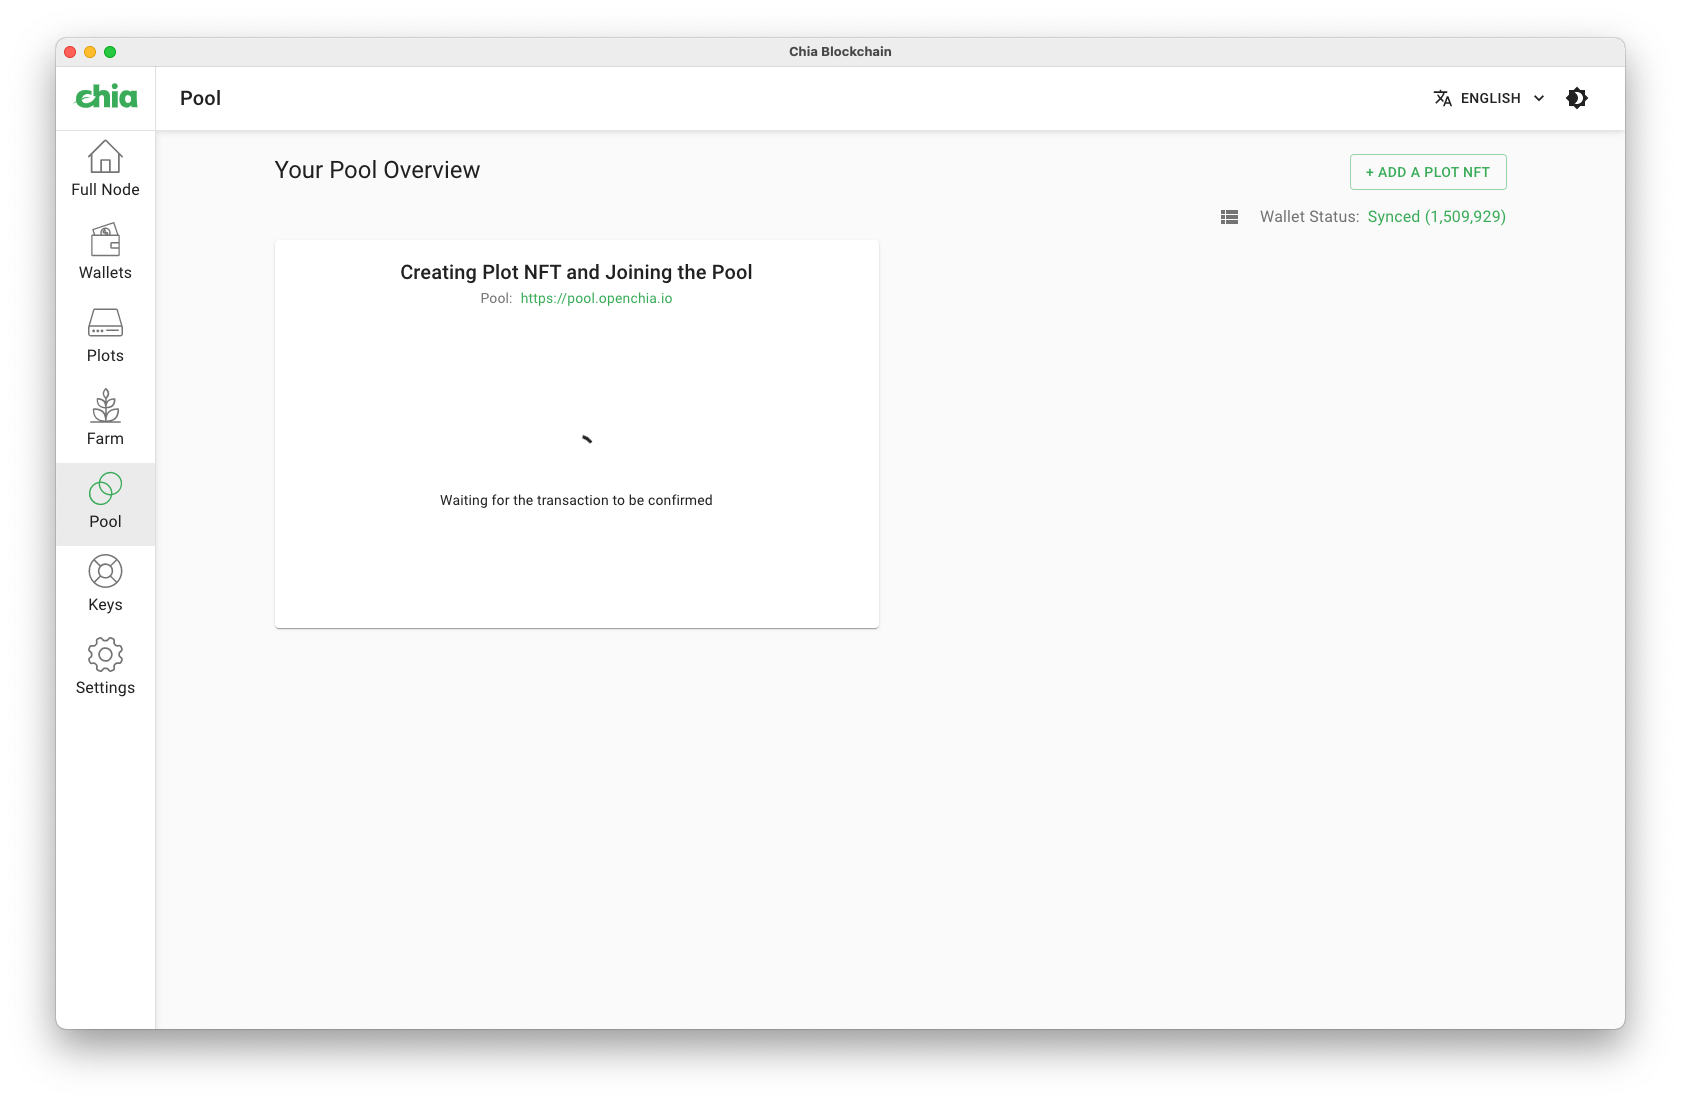 Chia Blockchain
chia
Pool
ENGLISH
Full Node
Wallets
Plots
Farm
Pool
Keys
Settings
Your Pool Overview
+ ADD A PLOT NFT
Wallet Status: Synced (1,509,929)
Creating Plot NFT and Joining the Pool
Pool: https://pool.openchia.io
Waiting for the transaction to be confirmed